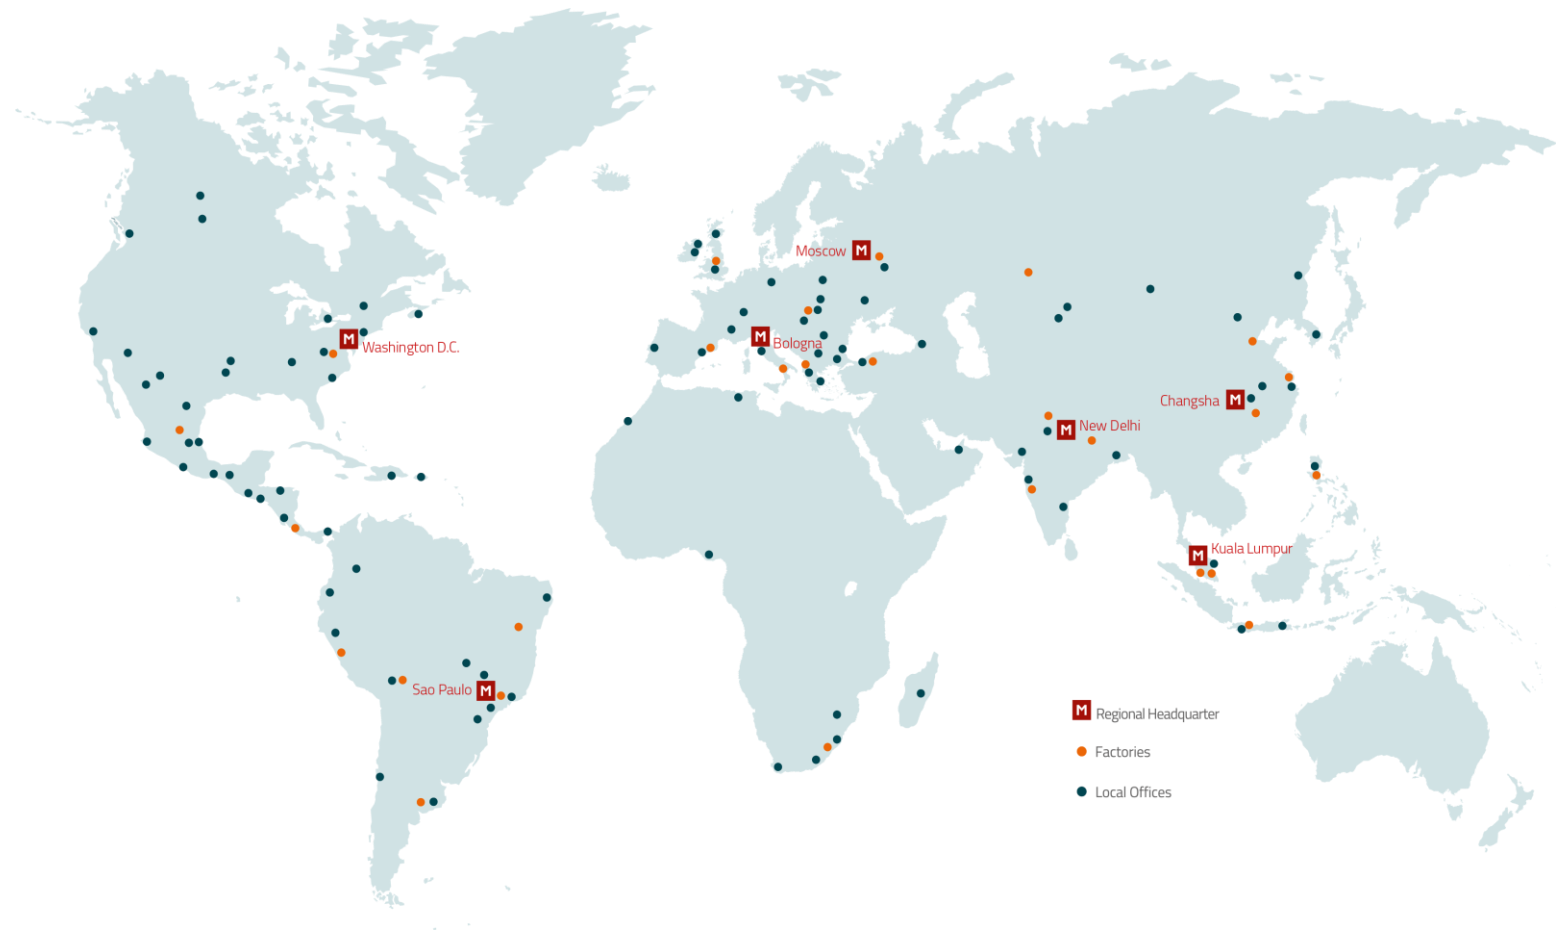 Moscow M
M
Bologna
M
Washington D.C.
Changsha M
M New Delhi
M Kuala Lumpur
Sao Paulo M
M Regional Headquarter
Factories
Local Offices